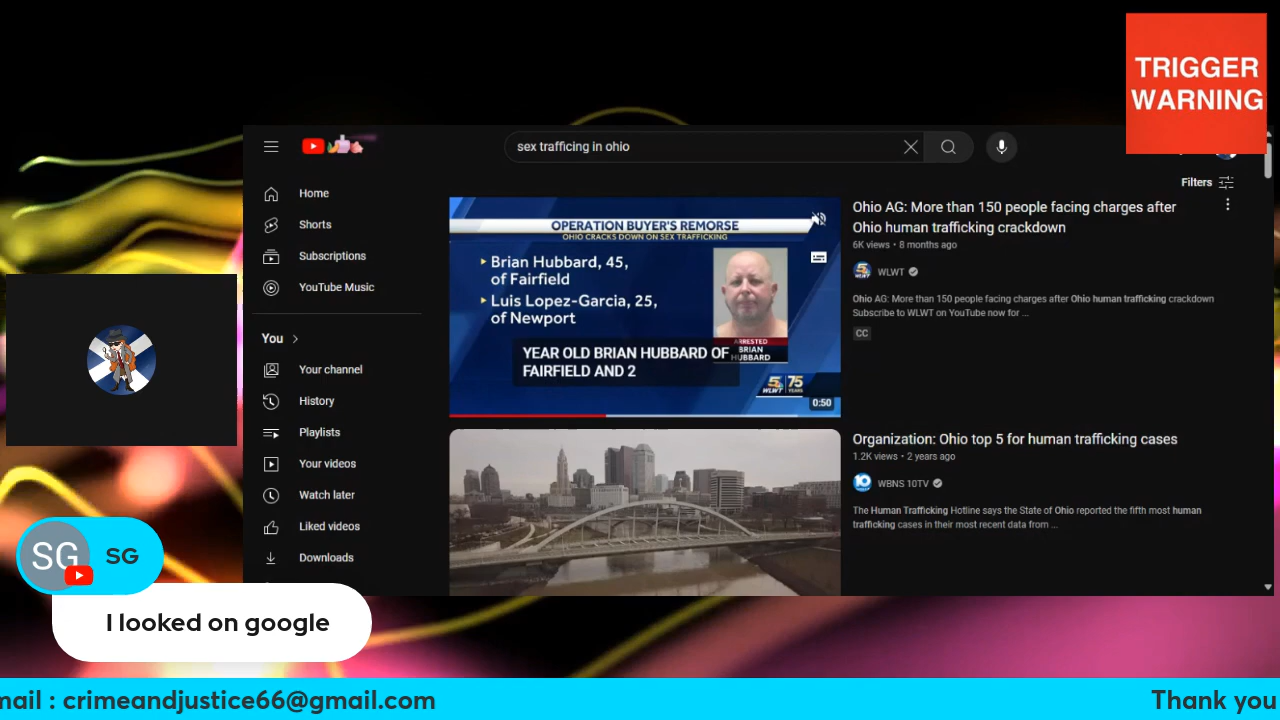 TRIGGER
WARNING
sex trafficing in ohio
Filters
Home
Shorts
Subscriptions
YouTube Music
You
Your channel
History
Playlists
Your videos
Watch later
Liked videos
Downloads
OPERATION BUYER'S REMORSE
OHIO CRACKS DOWN ON SEX TRAFFICKING
Brian Hubbard, 45,
of Fairfield
Luis Lopez-Garcia, 25,
of Newport
ARRESTED
BRIAN
HUBBARD
YEAR OLD BRIAN HUBBARD OF
FAIRFIELD AND 2
5 WLWT 75 YEARS
0:50
Ohio AG: More than 150 people facing charges after
Ohio human trafficking crackdown
6K views • 8 months ago
WLWT
Ohio AG: More than 150 people facing charges after Ohio human trafficking crackdown
Subscribe to WLWT on YouTube now for ...
CC
Organization: Ohio top 5 for human trafficking cases
1.2K views • 2 years ago
10
WBNS 10TV
The Human Trafficking Hotline says the State of Ohio reported the fifth most human
trafficking cases in their most recent data from ...
SG SG
I looked on google
mail : crimeandjustice66@gmail.com
Thank you